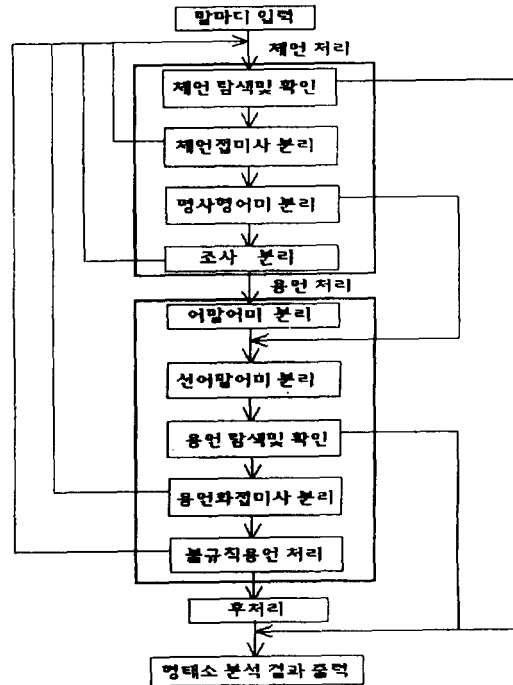 말마디 입력
체언 처리
체언 탐색및 확인
체언접미사 분리
명사형어미 분리
조사 분리
용언 처리
어말어미 분리
선어말어미 분리
용언 탐색및 확인
용언화접미사 분리
불규칙용언 처리
후처리
형태소 분석 결과 출력